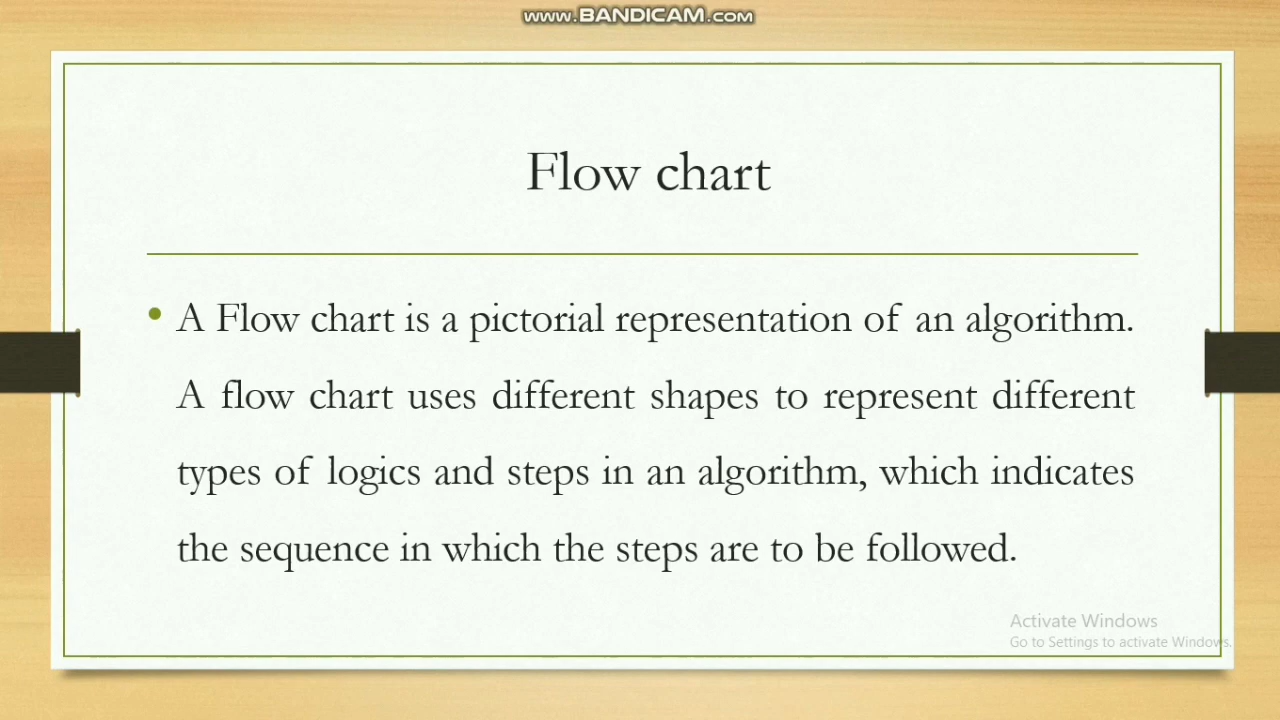 www.BANDICAM.com
Flow chart
• A Flow chart is a pictorial representation of an algorithm.
A flow chart uses different shapes to represent different
types of logics and steps in an algorithm, which indicates
the sequence in which the steps are to be followed.
Activate Windows
Go to Settings to activate Windows.